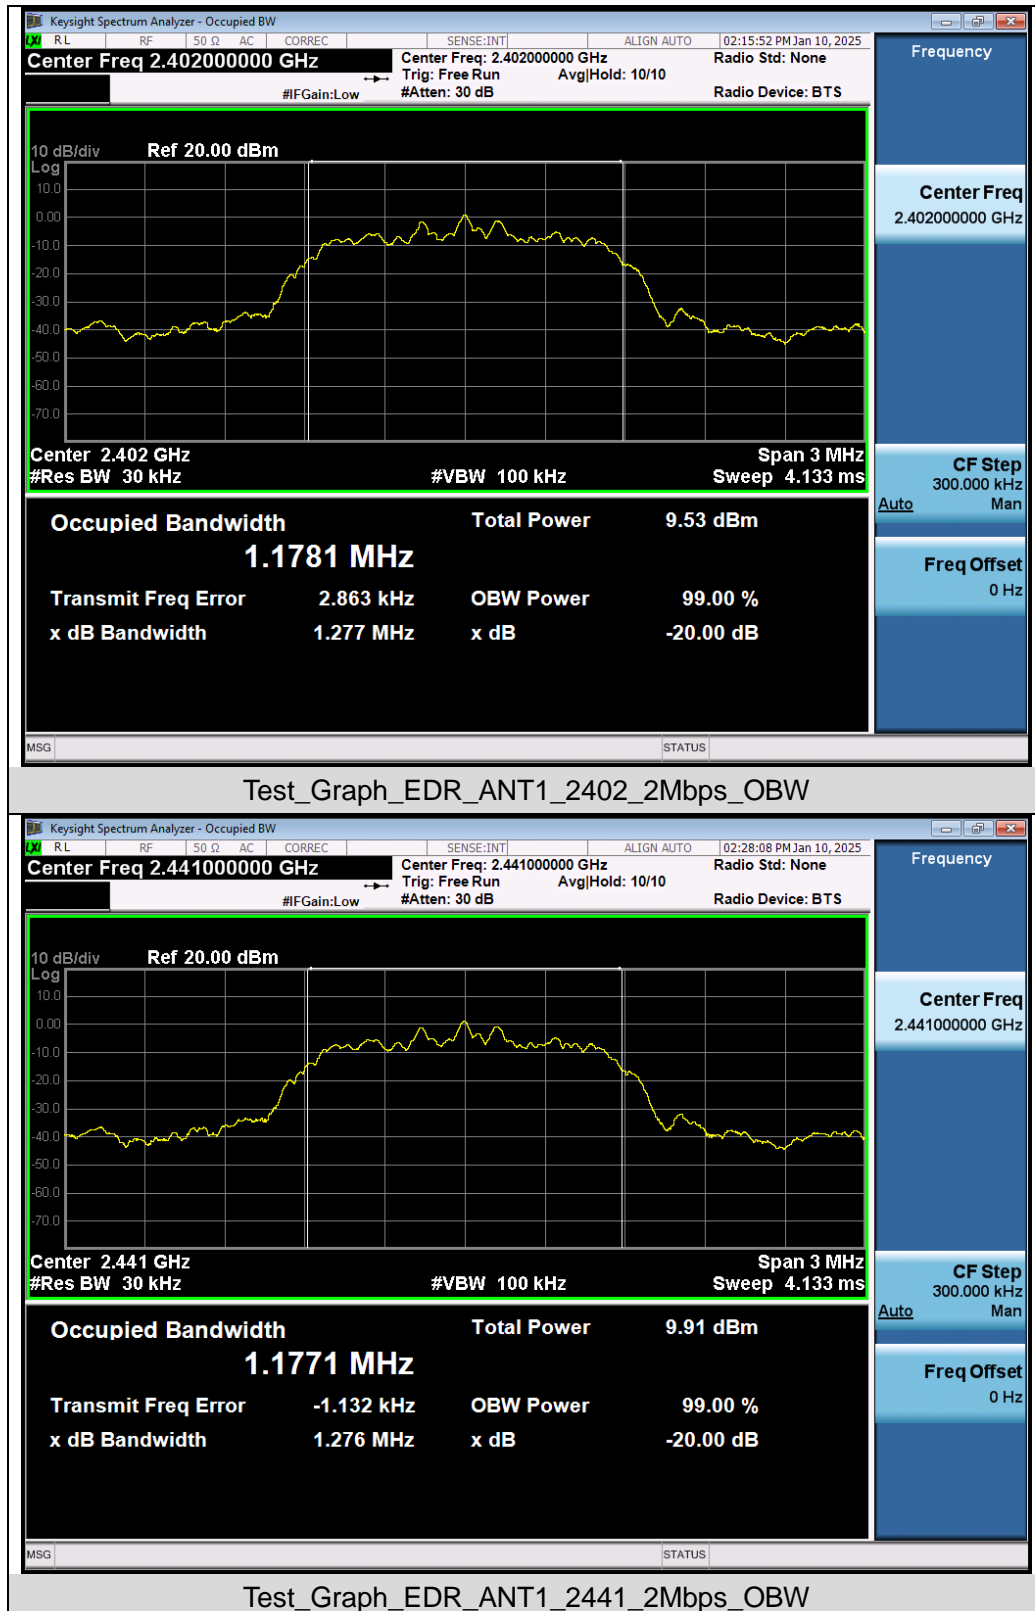 Keysight Spectrum Analyzer - Occupied BW
LXI RL RF 50 Ω AC CORREC SENSE:INT ALIGN AUTO 02:15:52 PM Jan 10, 2025
Center Freq 2.402000000 GHz
Center Freq: 2.402000000 GHz
Radio Std: None
Trig: Free Run Avg|Hold: 10/10
#IFGain:Low
#Atten: 30 dB
Radio Device: BTS
10 dB/div Ref 20.00 dBm
Log
10.0
0.00
-10.0
-20.0
-30.0
-40.0
-50.0
-60.0
-70.0
Center 2.402 GHz Span 3 MHz
#Res BW 30 kHz #VBW 100 kHz Sweep 4.133 ms
Occupied Bandwidth Total Power 9.53 dBm
1.1781 MHz
Transmit Freq Error 2.863 kHz OBW Power 99.00 %
x dB Bandwidth 1.277 MHz x dB -20.00 dB
MSG STATUS
Frequency
Center Freq
2.402000000 GHz
CF Step
300.000 kHz
Auto Man
Freq Offset
0 Hz
Test_Graph_EDR_ANT1_2402_2Mbps_OBW
Keysight Spectrum Analyzer - Occupied BW
LXI RL RF 50 Ω AC CORREC SENSE:INT ALIGN AUTO 02:28:08 PM Jan 10, 2025
Center Freq 2.441000000 GHz
Center Freq: 2.441000000 GHz
Radio Std: None
Trig: Free Run Avg|Hold: 10/10
#IFGain:Low
#Atten: 30 dB
Radio Device: BTS
10 dB/div Ref 20.00 dBm
Log
10.0
0.00
-10.0
-20.0
-30.0
-40.0
-50.0
-60.0
-70.0
Center 2.441 GHz Span 3 MHz
#Res BW 30 kHz #VBW 100 kHz Sweep 4.133 ms
Occupied Bandwidth Total Power 9.91 dBm
1.1771 MHz
Transmit Freq Error -1.132 kHz OBW Power 99.00 %
x dB Bandwidth 1.276 MHz x dB -20.00 dB
MSG STATUS
Frequency
Center Freq
2.441000000 GHz
CF Step
300.000 kHz
Auto Man
Freq Offset
0 Hz
Test_Graph_EDR_ANT1_2441_2Mbps_OBW